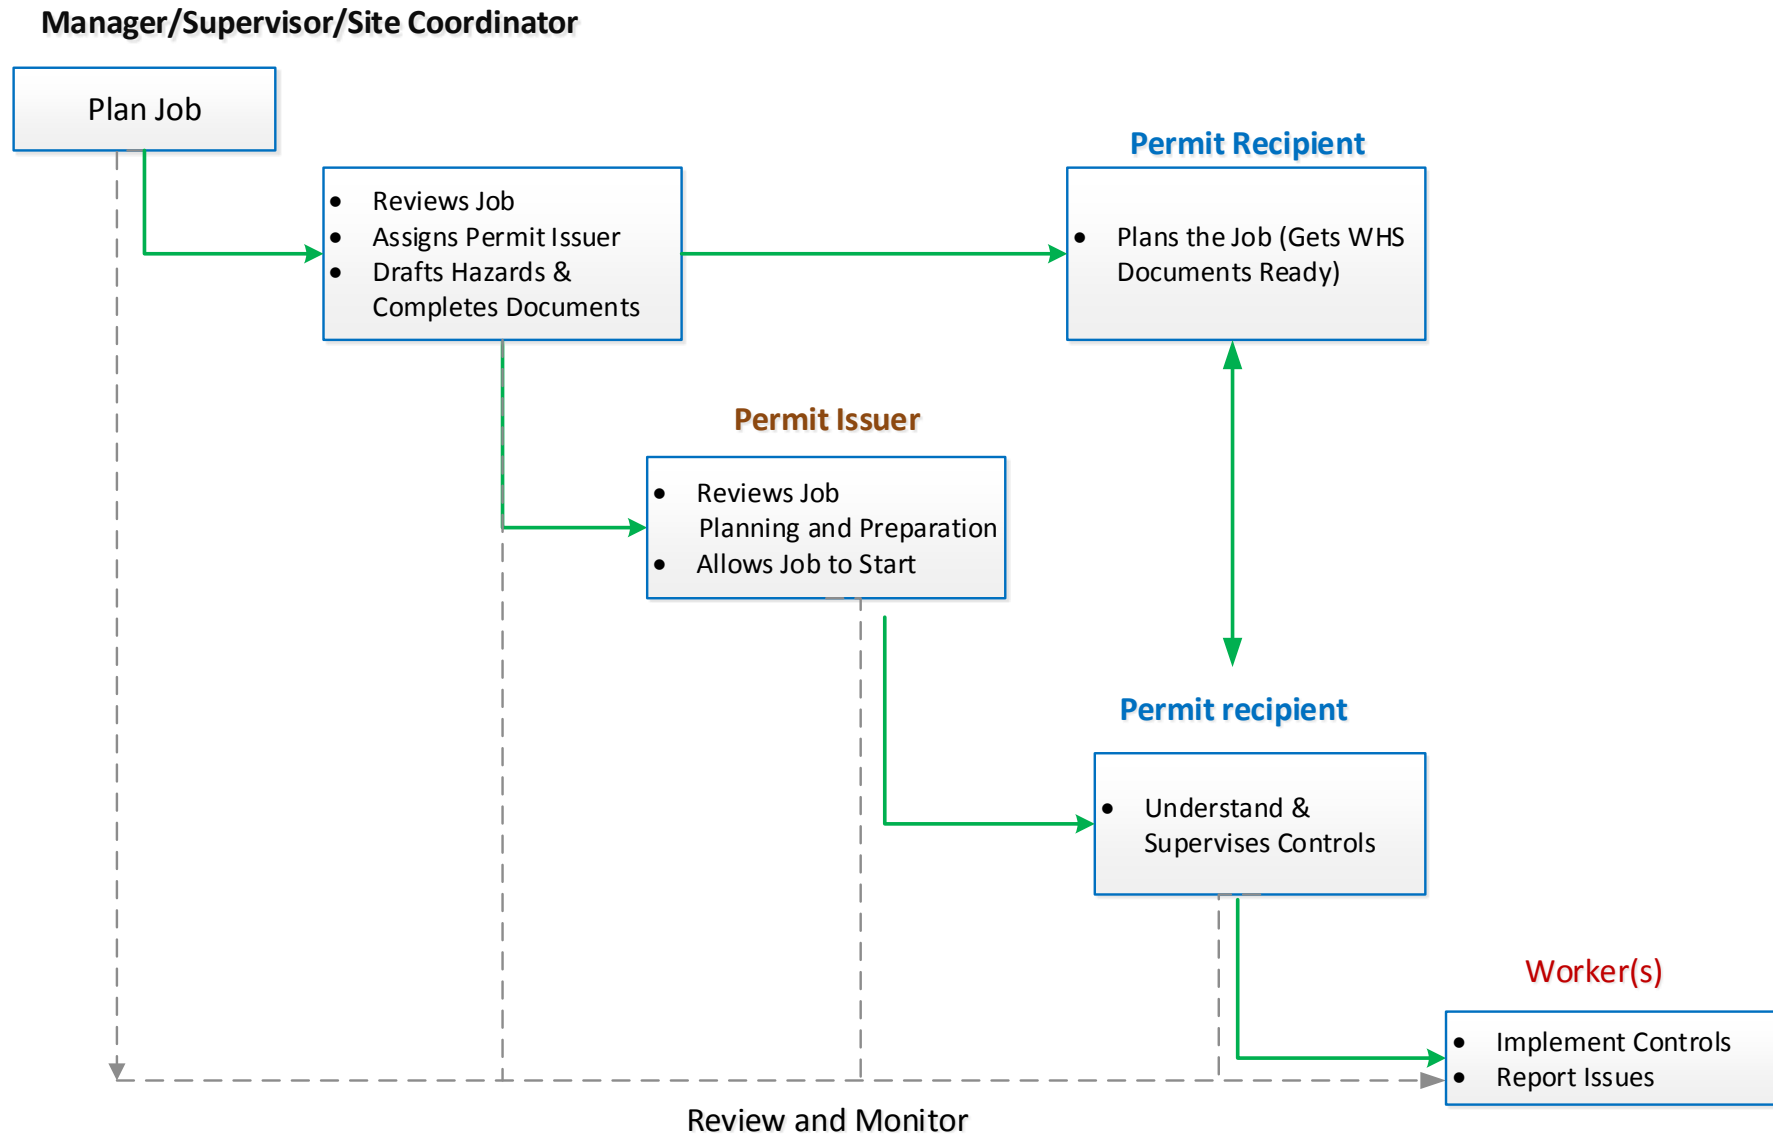 Manager/Supervisor/Site Coordinator
Plan Job
• Reviews Job
• Assigns Permit Issuer
• Drafts Hazards &
Completes Documents
Permit Recipient
• Plans the Job (Gets WHS
Documents Ready)
Permit Issuer
• Reviews Job
Planning and Preparation
• Allows Job to Start
Permit recipient
• Understand &
Supervises Controls
Worker(s)
• Implement Controls
• Report Issues
Review and Monitor